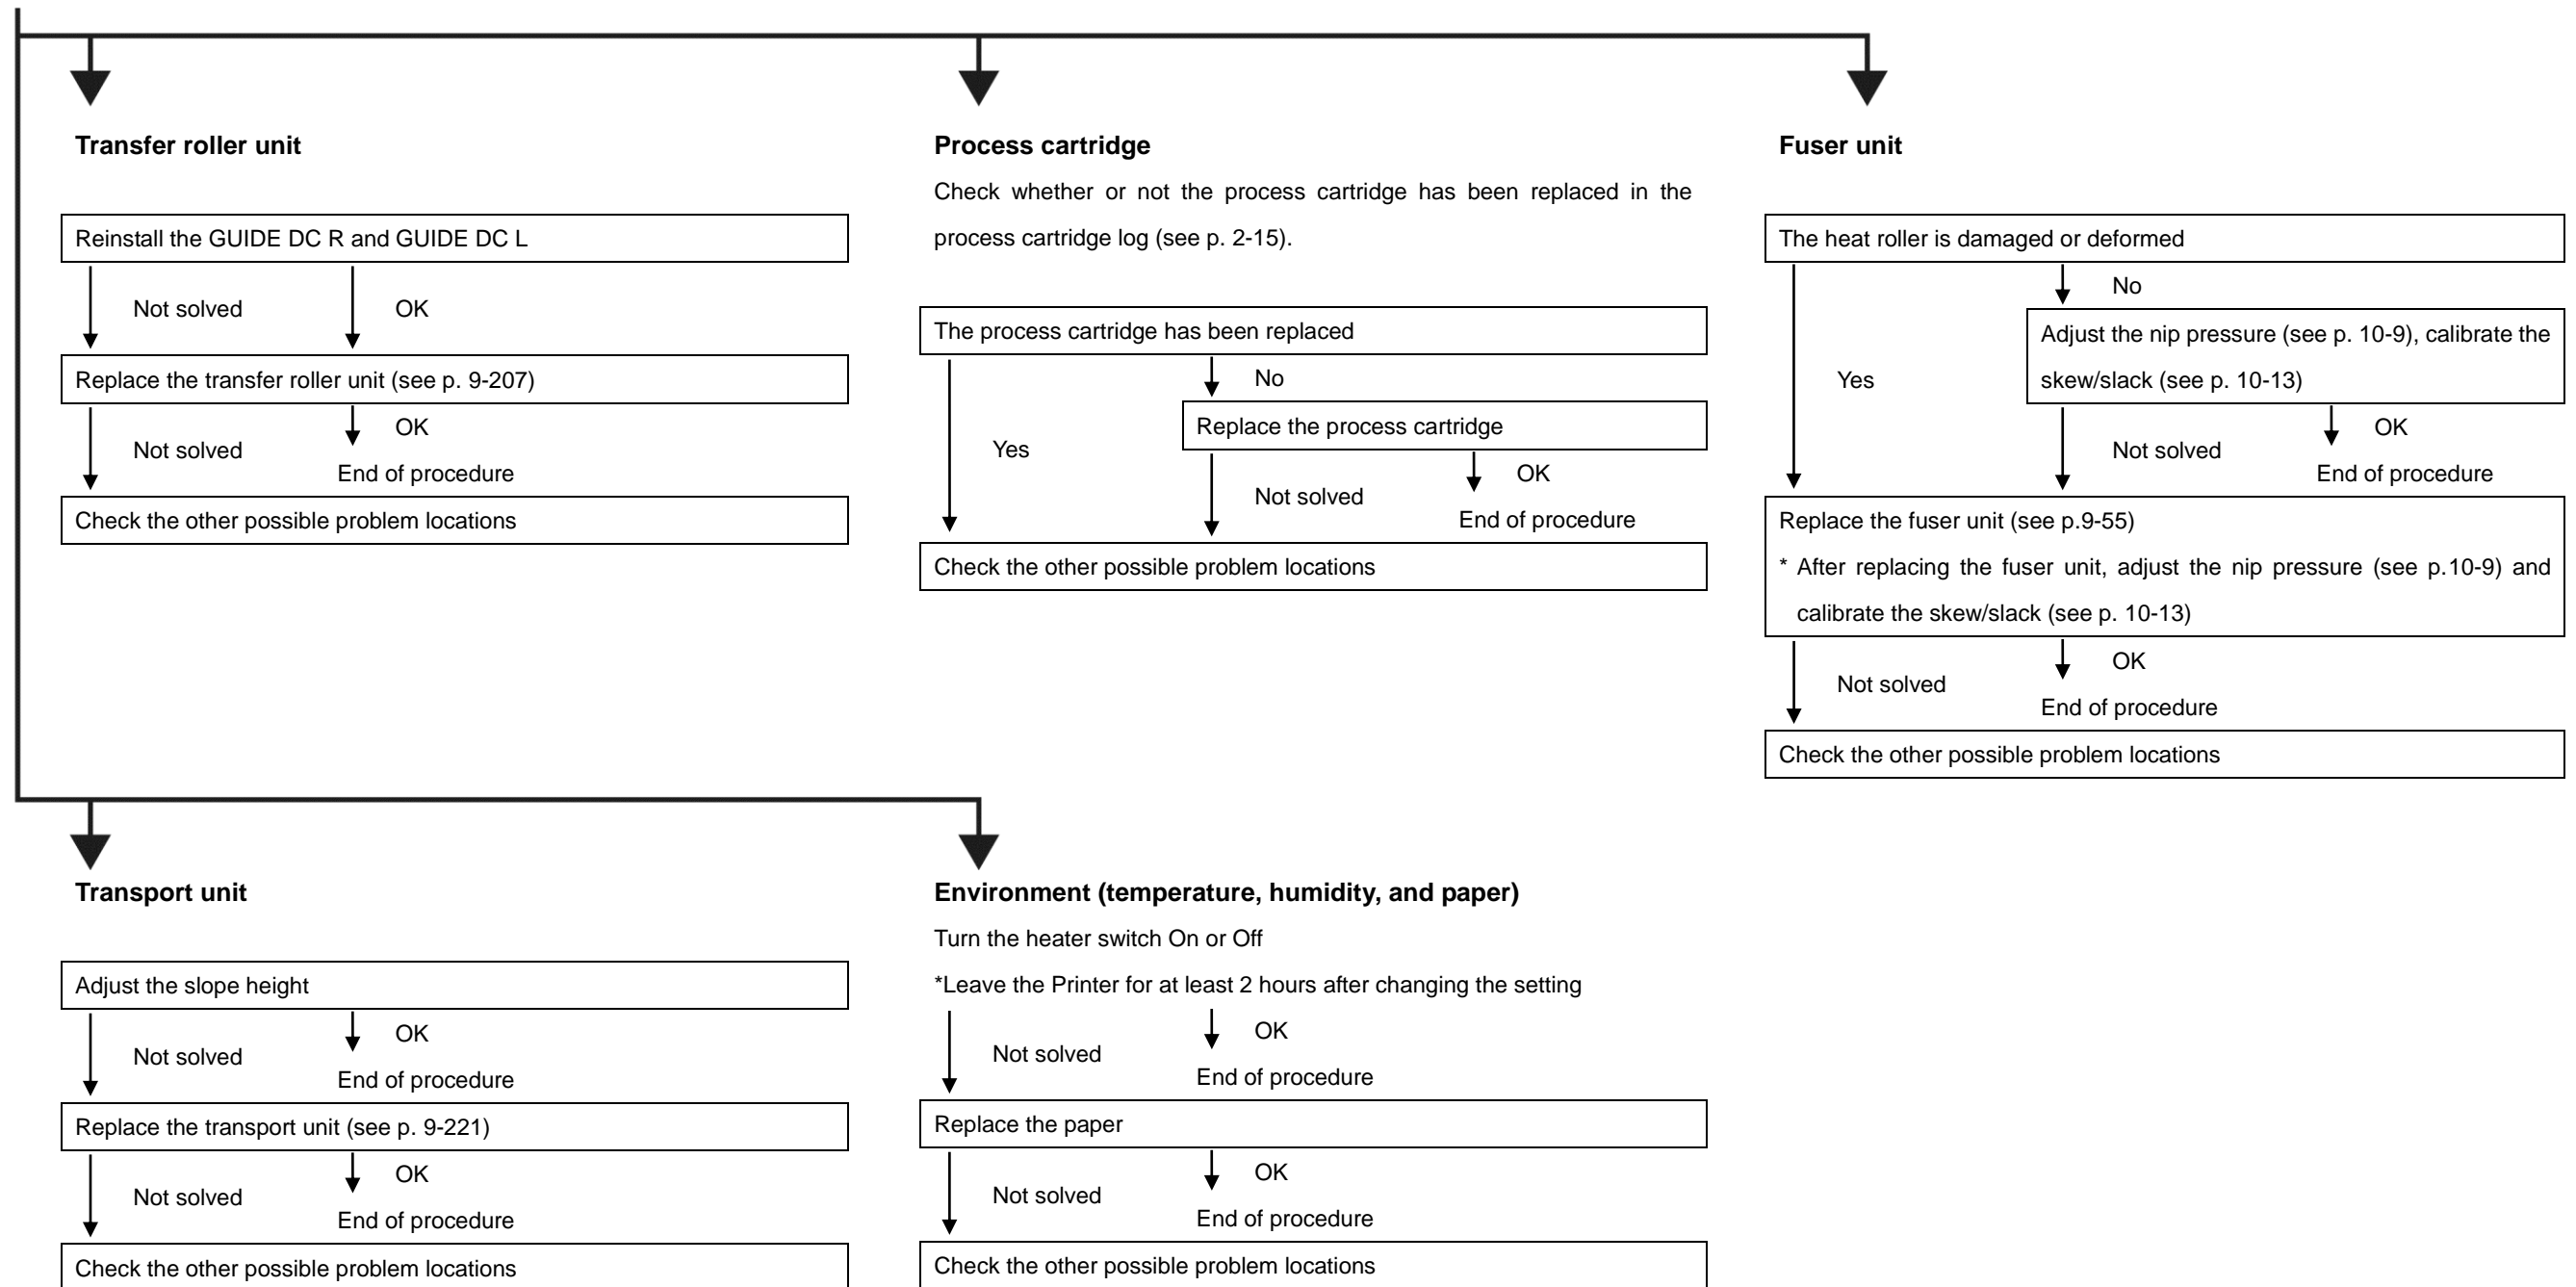 Transfer roller unit
Reinstall the GUIDE DC R and GUIDE DC L
Not solved
OK
Replace the transfer roller unit (see p. 9-207)
OK
Not solved
End of procedure
Check the other possible problem locations
Process cartridge
Check whether or not the process cartridge has been replaced in the
process cartridge log (see p. 2-15).
The process cartridge has been replaced
No
Yes
Replace the process cartridge
OK
Not solved
End of procedure
Check the other possible problem locations
Fuser unit
The heat roller is damaged or deformed
No
Yes
Adjust the nip pressure (see p. 10-9), calibrate the
skew/slack (see p. 10-13)
OK
Not solved
End of procedure
Replace the fuser unit (see p.9-55)
* After replacing the fuser unit, adjust the nip pressure (see p.10-9) and
calibrate the skew/slack (see p. 10-13)
OK
Not solved
End of procedure
Check the other possible problem locations
Transport unit
Adjust the slope height
OK
Not solved
End of procedure
Replace the transport unit (see p. 9-221)
OK
Not solved
End of procedure
Check the other possible problem locations
Environment (temperature, humidity, and paper)
Turn the heater switch On or Off
*Leave the Printer for at least 2 hours after changing the setting
OK
Not solved
End of procedure
Replace the paper
OK
Not solved
End of procedure
Check the other possible problem locations